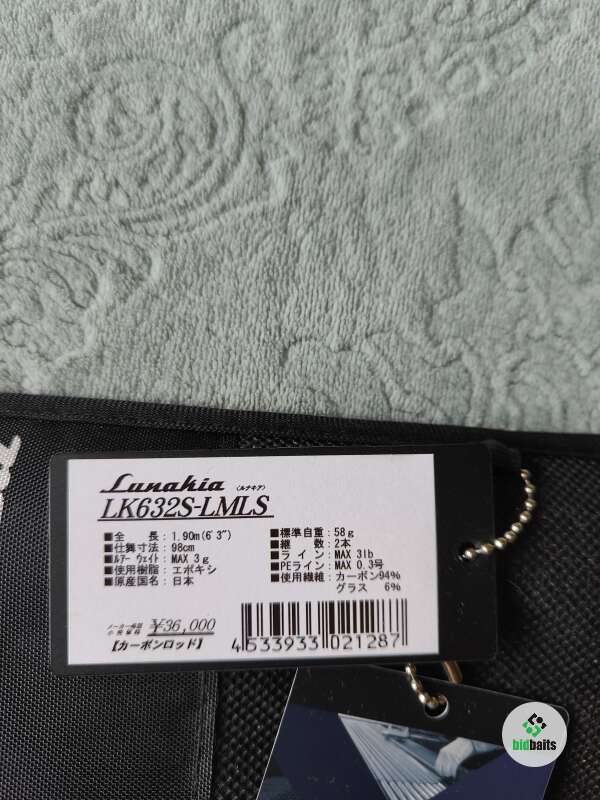 Lunakia (ルナキア)
LK632S-LMLS
■全 長：1.90m(6'3")
■仕舞寸法：98cm
■ﾙｱｰ ｳｪｲﾄ：MAX 3g
■使用樹脂：エポキシ
■原産国名：日本
■標準自重：58g
■継 数：2本
■ラ イ ン：MAX 3lb
■PEライン：MAX 0.3号
■使用繊維：カーボン94%
グラス 6%
メーカー希望
小売価格 ¥36,000
【カーボンロッド】
4 533933 021287
bidbaits